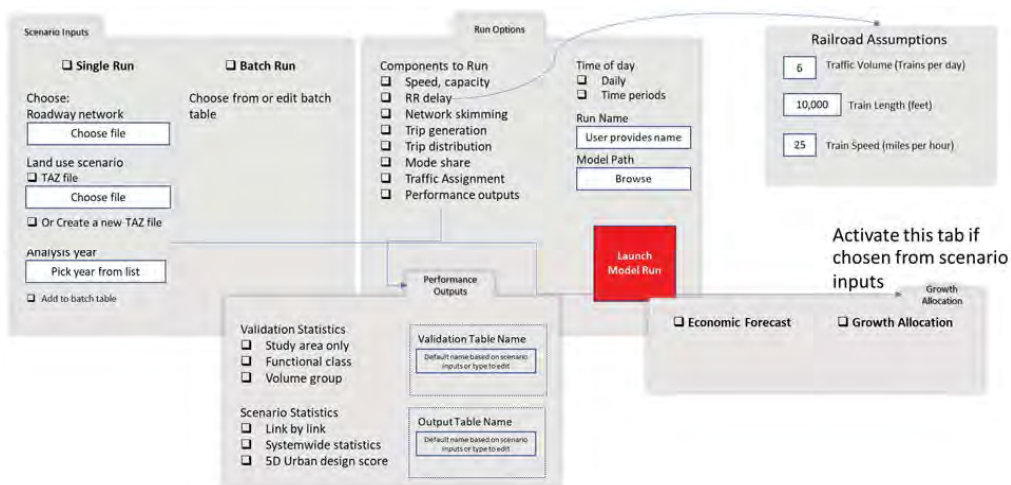 Scenario Inputs
Single Run
Batch Run
Choose:
Roadway network
Choose file
Land use scenario
TAZ file
Choose file
Or Create a new TAZ file
Analysis year
Pick year from list
Add to batch table
Choose from or edit batch
table
Run Options
Components to Run
Speed, capacity
RR delay
Network skimming
Trip generation
Trip distribution
Mode share
Traffic Assignment
Performance outputs
Time of day
Daily
Time periods
Run Name
User provides name
Model Path
Browse
Launch
Model Run
Railroad Assumptions
6 Traffic Volume (Trains per day)
10,000 Train Length (feet)
25 Train Speed (miles per hour)
Activate this tab if
chosen from scenario
inputs
Growth
Allocation
Economic Forecast
Growth Allocation
Performance
Outputs
Validation Statistics
Study area only
Functional class
Volume group
Validation Table Name
Default name based on scenario
inputs or type to edit
Scenario Statistics
Link by link
Systemwide statistics
5D Urban design score
Output Table Name
Default name based on scenario
inputs or type to edit